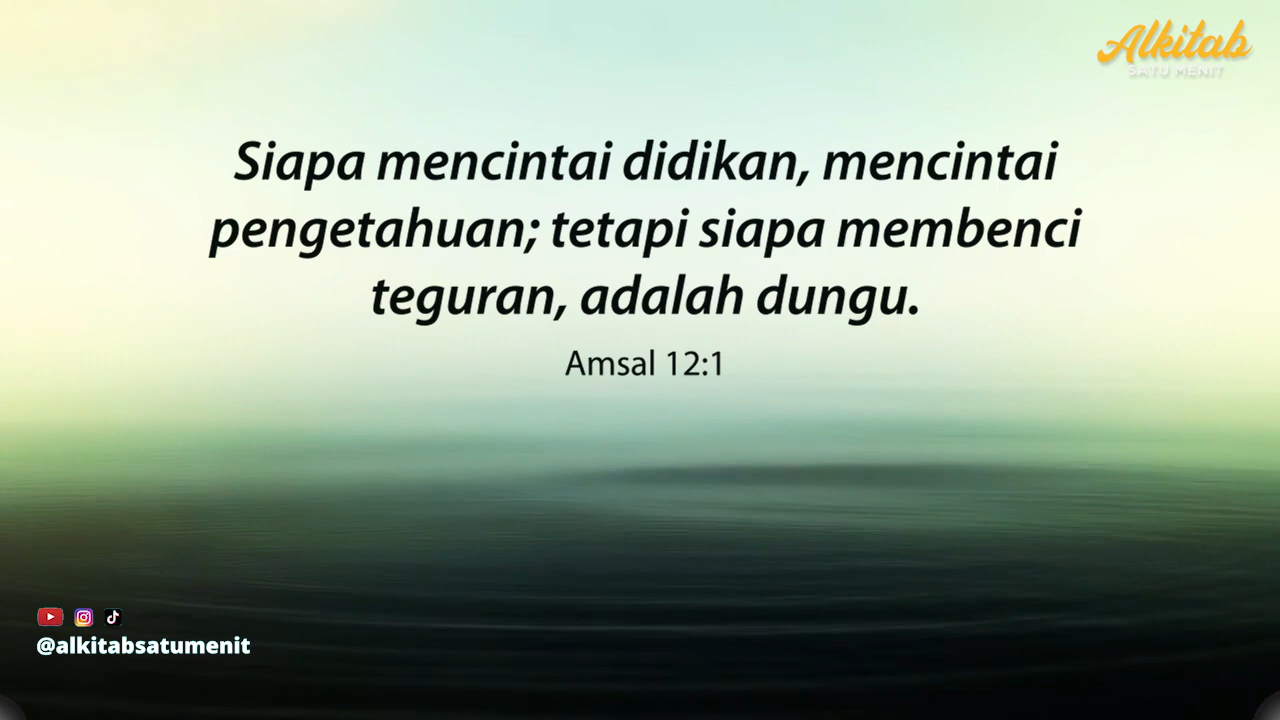 Alkitab
SATU MENIT
Siapa mencintai didikan, mencintai
pengetahuan; tetapi siapa membenci
teguran, adalah dungu.
Amsal 12:1
@alkitabsatumenit